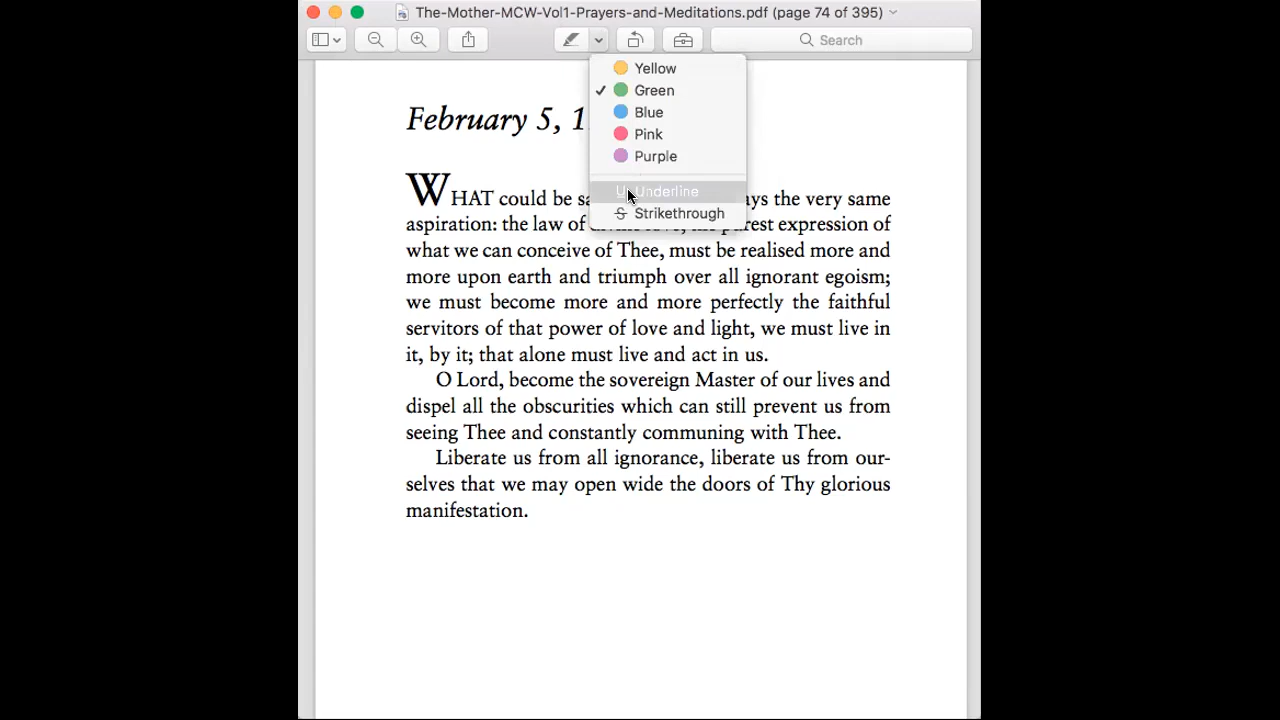 The-Mother-MCW-Vol1-Prayers-and-Meditations.pdf (page 74 of 395)
Search
Yellow
Green
Blue
Pink
Purple
Underline
Strikethrough
February 5, 1
WHAT could be sa ays the very same
aspiration: the law of divine love, the purest expression of
what we can conceive of Thee, must be realised more and
more upon earth and triumph over all ignorant egoism;
we must become more and more perfectly the faithful
servitors of that power of love and light, we must live in
it, by it; that alone must live and act in us.
O Lord, become the sovereign Master of our lives and
dispel all the obscurities which can still prevent us from
seeing Thee and constantly communing with Thee.
Liberate us from all ignorance, liberate us from our-
selves that we may open wide the doors of Thy glorious
manifestation.